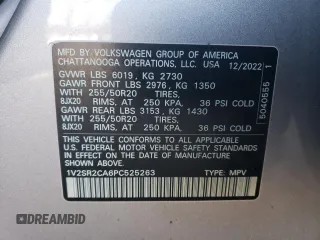 MFD. BY VOLKSWAGEN GROUP OF AMERICA
CHATTANOOGA OPERATIONS, LLC. USA 12/2022
GVWR LBS 6019, KG 2730
GAWR FRONT LBS 2976, KG 1350
WITH 255/50R20 TIRES,
8JX20 RIMS, AT 250 KPA, 36 PSI COLD
GAWR REAR LBS 3153, KG 1430
WITH 255/50R20 TIRES,
8JX20 RIMS, AT 250 KPA, 36 PSI COLD
THIS VEHICLE CONFORMS TO ALL APPLICABLE
U.S. FEDERAL MOTOR VEHICLE SAFETY STANDARDS
IN EFFECT ON THE DATE OF MANUFACTURE
SHOWN ABOVE.
1V2SR2CA6PC525263 TYPE: MPV
5040555 1
DREAMBID